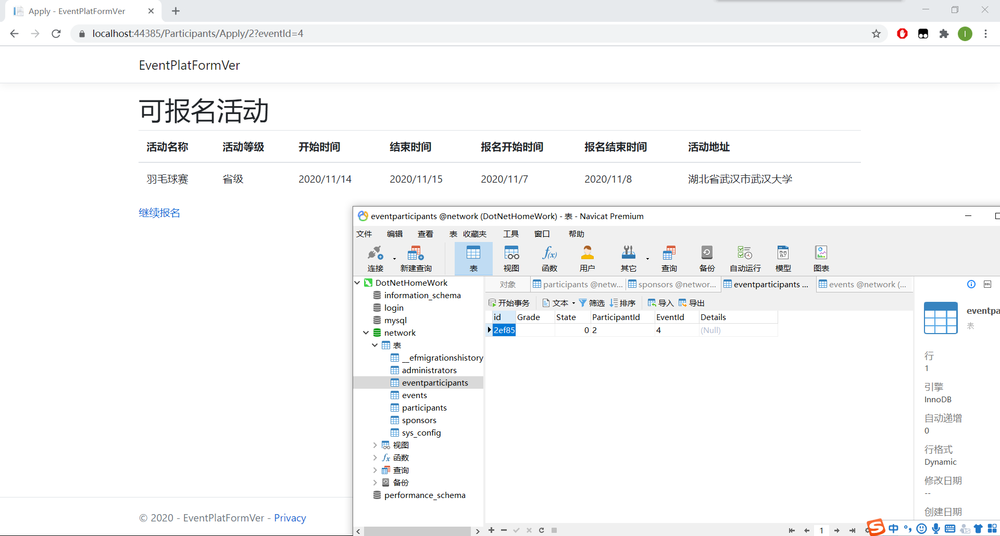 Apply - EventPlatFormVer
localhost:44385/Participants/Apply/2?eventId=4
I
EventPlatFormVer
可报名活动
活动名称 活动等级 开始时间 结束时间 报名开始时间 报名结束时间 活动地址
羽毛球赛 省级 2020/11/14 2020/11/15 2020/11/7 2020/11/8 湖北省武汉市武汉大学
继续报名
© 2020 - EventPlatFormVer - Privacy
eventparticipants @network (DotNetHomeWork) - 表 - Navicat Premium
文件 编辑 查看 表 收藏夹 工具 窗口 帮助
连接 新建查询 表 视图 函数 用户 其它 查询 备份 自动运行 模型 图表
DotNetHomeWork
information_schema
login
mysql
network
表
__efmigrationshistory
administrators
eventparticipants
events
participants
sponsors
sys_config
视图
函数
查询
备份
performance_schema
对象 participants @netw... sponsors @networ... eventparticipants ... events @network (...
开始事务 文本 筛选 排序 导入 导出
id Grade State ParticipantId EventId Details
2ef85 0 2 4 (Null)
1
eventpa
表
行
1
引擎
InnoDB
自动递增
0
行格式
Dynamic
修改日期
--
创建日期
中